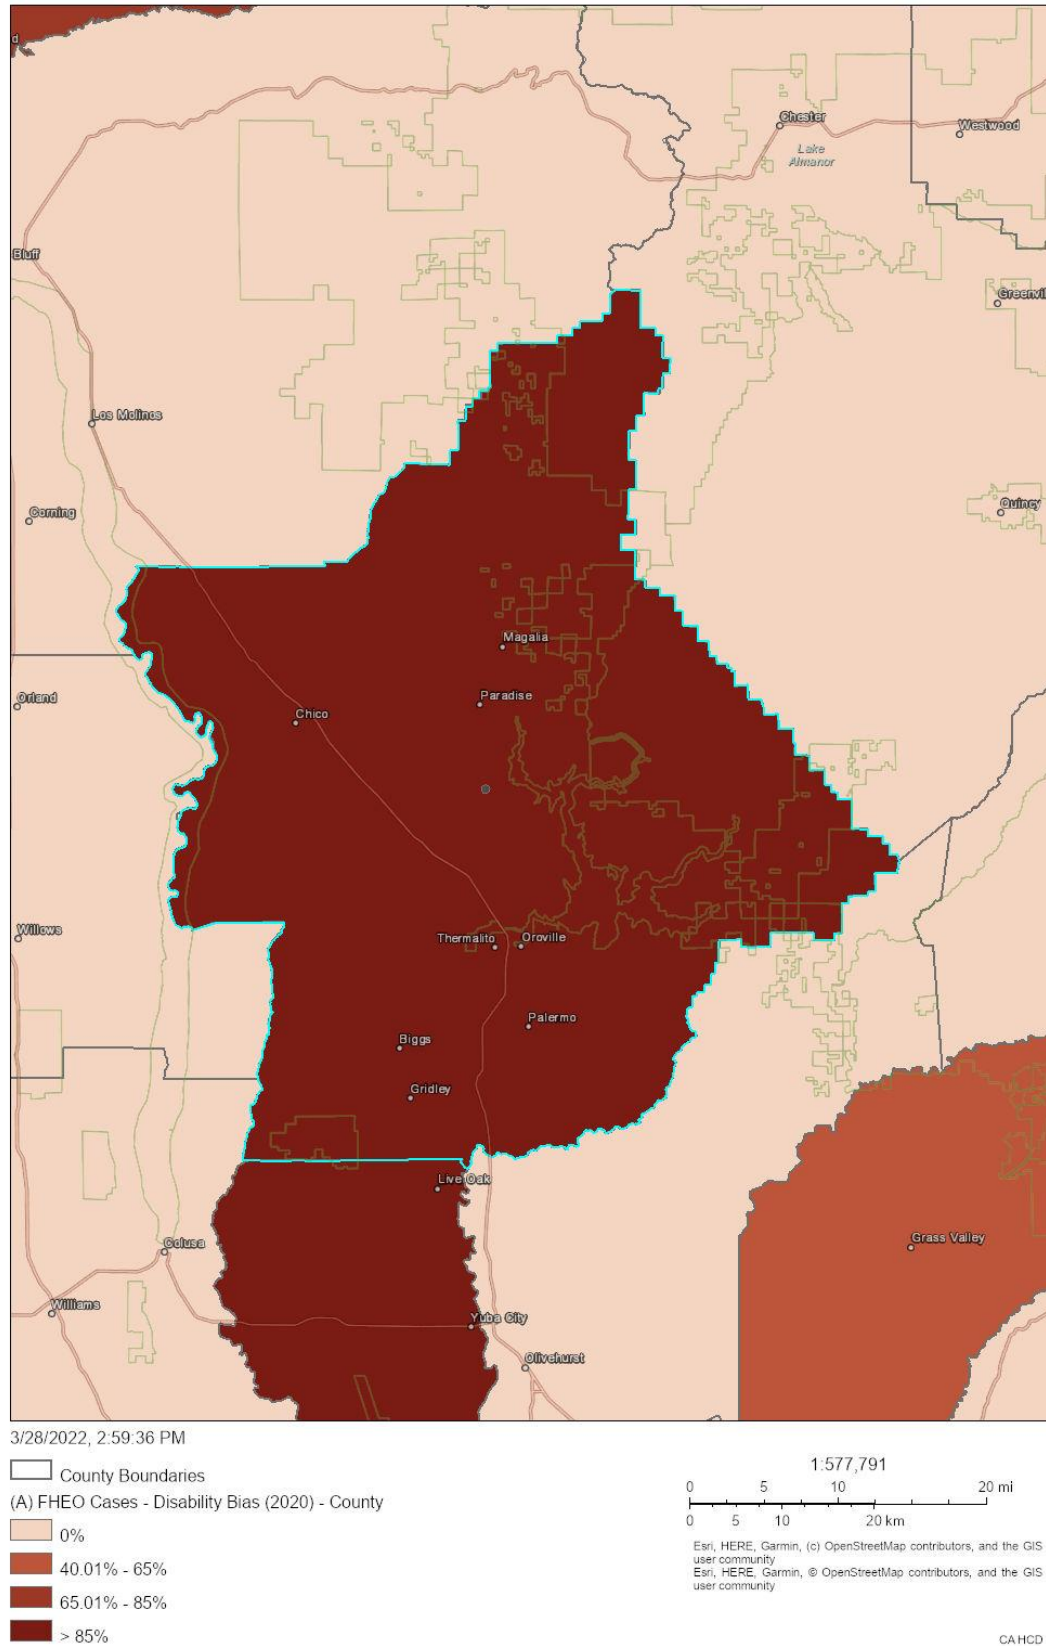 d
Chester
Westwood
Lake
Almanor
Bluff
Greenvil
Los Molinos
Corning
Quincy
Magalia
Orland
Paradise
Chico
Willows
Thermalito
Oroville
Palermo
Biggs
Gridley
Live Oak
Colusa
Grass Valley
Williams
Yuba City
Olivehurst
3/28/2022, 2:59:36 PM
County Boundaries
(A) FHEO Cases - Disability Bias (2020) - County
0%
40.01% - 65%
65.01% - 85%
> 85%
1:577,791
0 5 10 20 mi
0 5 10 20 km
Esri, HERE, Garmin, (c) OpenStreetMap contributors, and the GIS
user community
Esri, HERE, Garmin, © OpenStreetMap contributors, and the GIS
user community
CA HCD